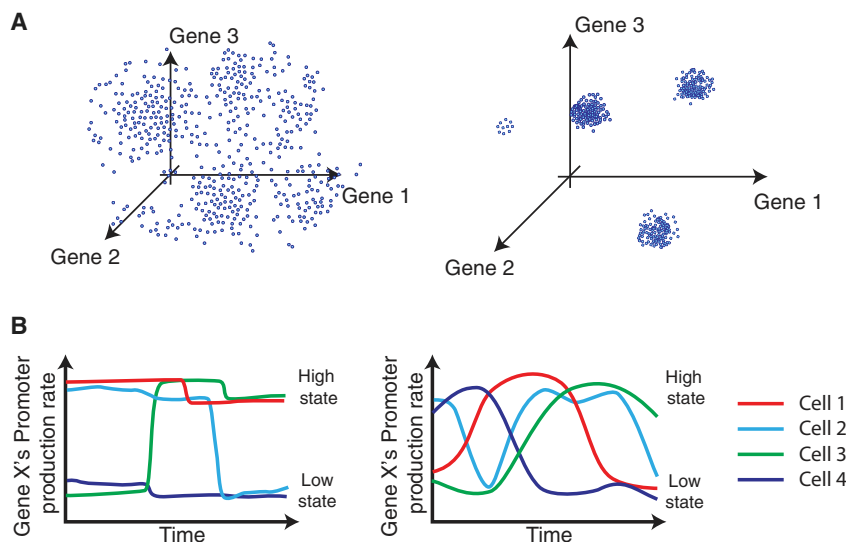 A
Gene 3
Gene 1
Gene 2
Gene 3
Gene 1
Gene 2
B
Gene X's Promoter
production rate
High
state
Low
state
Time
Gene X's Promoter
production rate
High
state
Low
state
Time
Cell 1
Cell 2
Cell 3
Cell 4